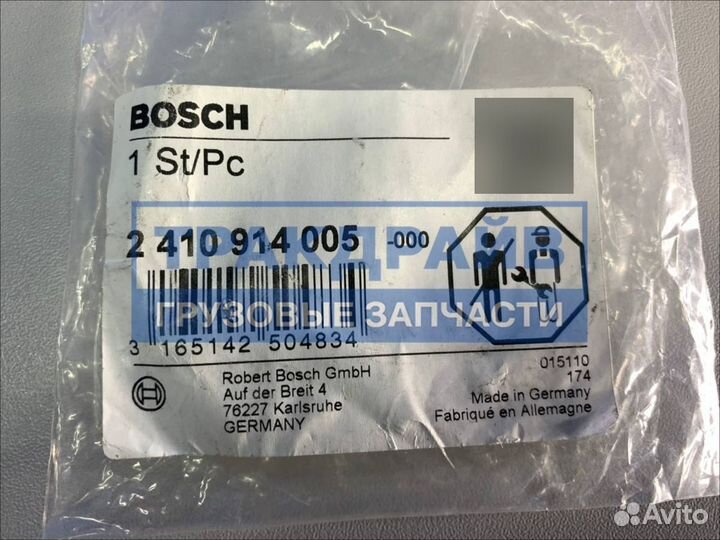 BOSCH
1 St/Pc
2 410 914 005 -000
ТРАКДРАЙВ
ГРУЗОВЫЕ ЗАПЧАСТИ
3 165142 504834
Robert Bosch GmbH
Auf der Breit 4
76227 Karlsruhe
GERMANY
015110
174
Made in Germany
Fabriqué en Allemagne
Avito